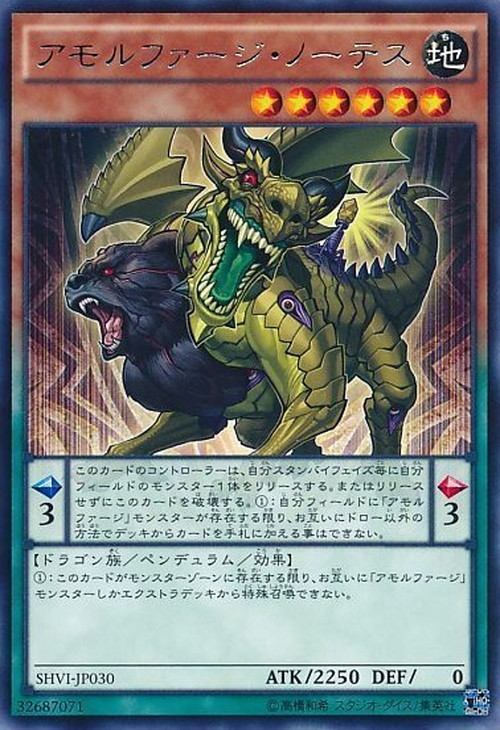 アモルファージ・ノーテス
地
3
このカードのコントローラーは、自分スタンバイフェイズ毎に自分
フィールドのモンスター1体をリリースする。またはリリース
せずにこのカードを破壊する。①:自分フィールドに「アモル
ファージ」モンスターが存在する限り、お互いにドロー以外の
方法でデッキからカードを手札に加える事はできない。
3
【ドラゴン族/ペンデュラム/効果】
①:このカードがモンスターゾーンに存在する限り、お互いに「アモルファージ」
モンスターしかエクストラデッキから特殊召喚できない。
SHVI-JP030 ATK/2250 DEF/ 0
32687071 ©高橋和希 スタジオ・ダイス/集英社